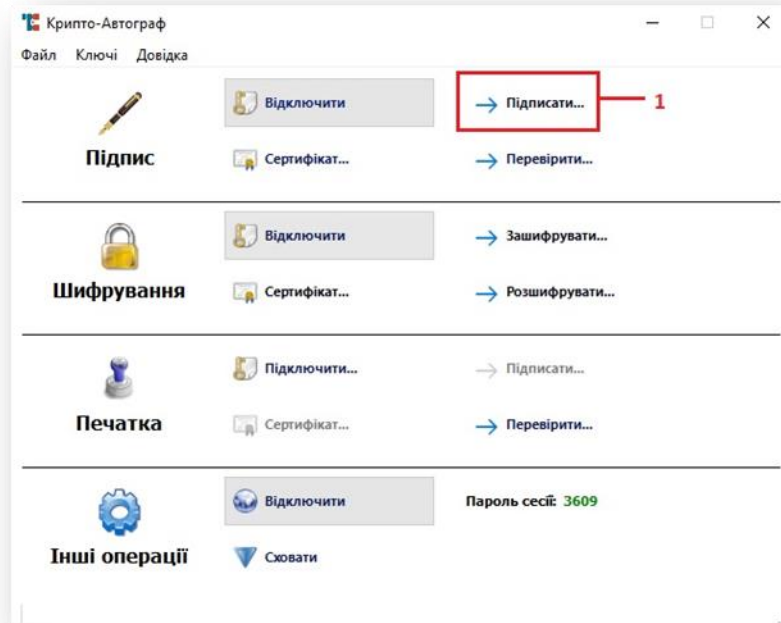 Крипто-Автограф
Файл Ключі Довідка
Відключити Підписати... 1
Підпис Сертифікат... Перевірити...
Відключити Зашифрувати...
Шифрування Сертифікат... Розшифрувати...
Підключити... Підписати...
Печатка Сертифікат... Перевірити...
Відключити Пароль сесії: 3609
Інші операції Сховати